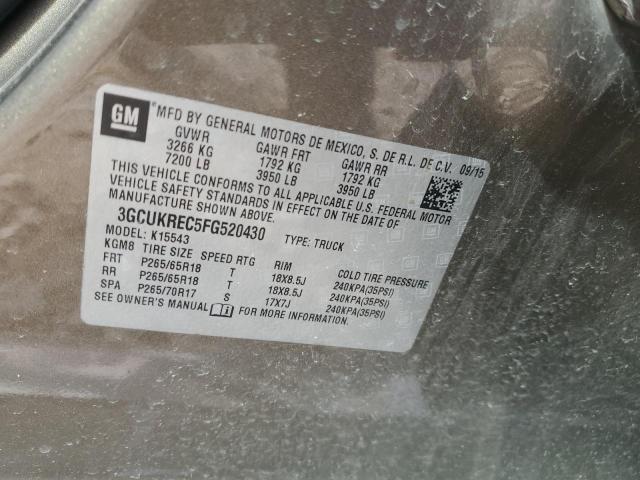 GM
MFD BY GENERAL MOTORS DE MEXICO, S. DE R.L. DE C.V. 09/15
GVWR GAWR FRT GAWR RR
3266 KG 1792 KG 1792 KG
7200 LB 3950 LB 3950 LB
THIS VEHICLE CONFORMS TO ALL APPLICABLE U.S. FEDERAL MOTOR
VEHICLE SAFETY STANDARDS IN EFFECT ON THE DATE OF
MANUFACTURE SHOWN ABOVE.
3GCUKREC5FG520430
MODEL: K15543 TYPE: TRUCK
KGM8 TIRE SIZE SPEED RTG RIM COLD TIRE PRESSURE
FRT P265/65R18 T 18X8.5J 240KPA(35PSI)
RR P265/65R18 T 18X8.5J 240KPA(35PSI)
SPA P265/70R17 S 17X7J 240KPA(35PSI)
SEE OWNER'S MANUAL FOR MORE INFORMATION.